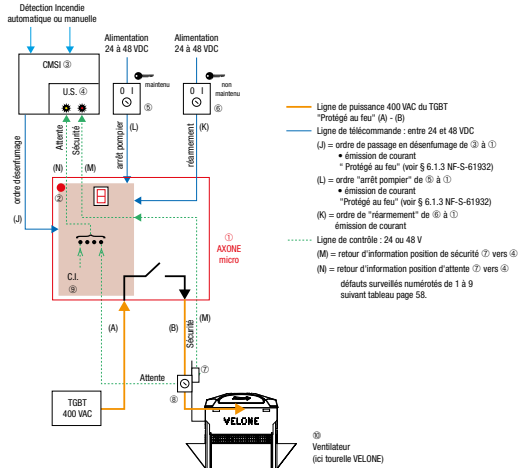 Détection Incendie
automatique ou manuelle
Alimentation
24 à 48 VDC
Alimentation
24 à 48 VDC
CMSI ③
U.S. ④
0 I
maintenu
⑤
0 I
non
maintenu
⑥
ordre désenfumage
(J)
Attente
(N)
Sécurité
(M)
arrêt pompier
(L)
réarmement
(K)
②
①
AXONE
micro
C.I.
⑨
(A)
(B)
Sécurité
(M)
Attente
⑦
⑧
TGBT
400 VAC
VELONE
⑩
Ventilateur
(ici tourelle VELONE)
Ligne de puissance 400 VAC du TGBT
"Protégé au feu" (A) - (B)
Ligne de télécommande : entre 24 et 48 VDC
(J) = ordre de passage en désenfumage de ③ à ①
• émission de courant
" Protégé au feu" (voir § 6.1.3 NF-S-61932)
(L) = ordre "arrêt pompier" de ⑤ à ①
• émission de courant
"Protégé au feu" (voir § 6.1.3 NF-S-61932)
(K) = ordre de "réarmement" de ⑥ à ①
émission de courant
Ligne de contrôle : 24 ou 48 V
(M) = retour d'information position de sécurité ⑦ vers ④
(N) = retour d'information position d'attente ⑦ vers ④
défauts surveillés numérotés de 1 à 9
suivant tableau page 58.